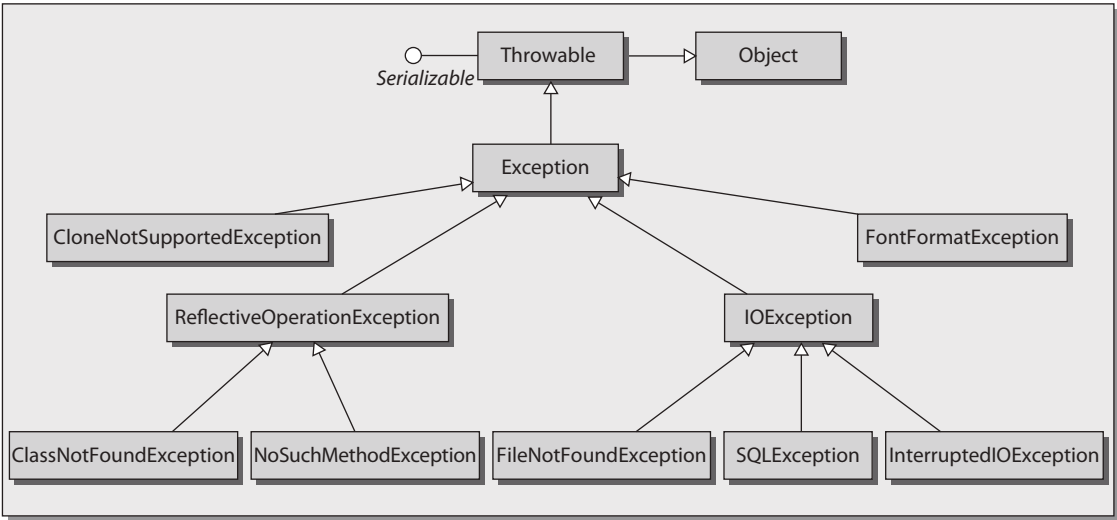 Throwable
Object
Serializable
Exception
CloneNotSupportedException
FontFormatException
ReflectiveOperationException
IOException
ClassNotFoundException
NoSuchMethodException
FileNotFoundException
SQLException
InterruptedIOException